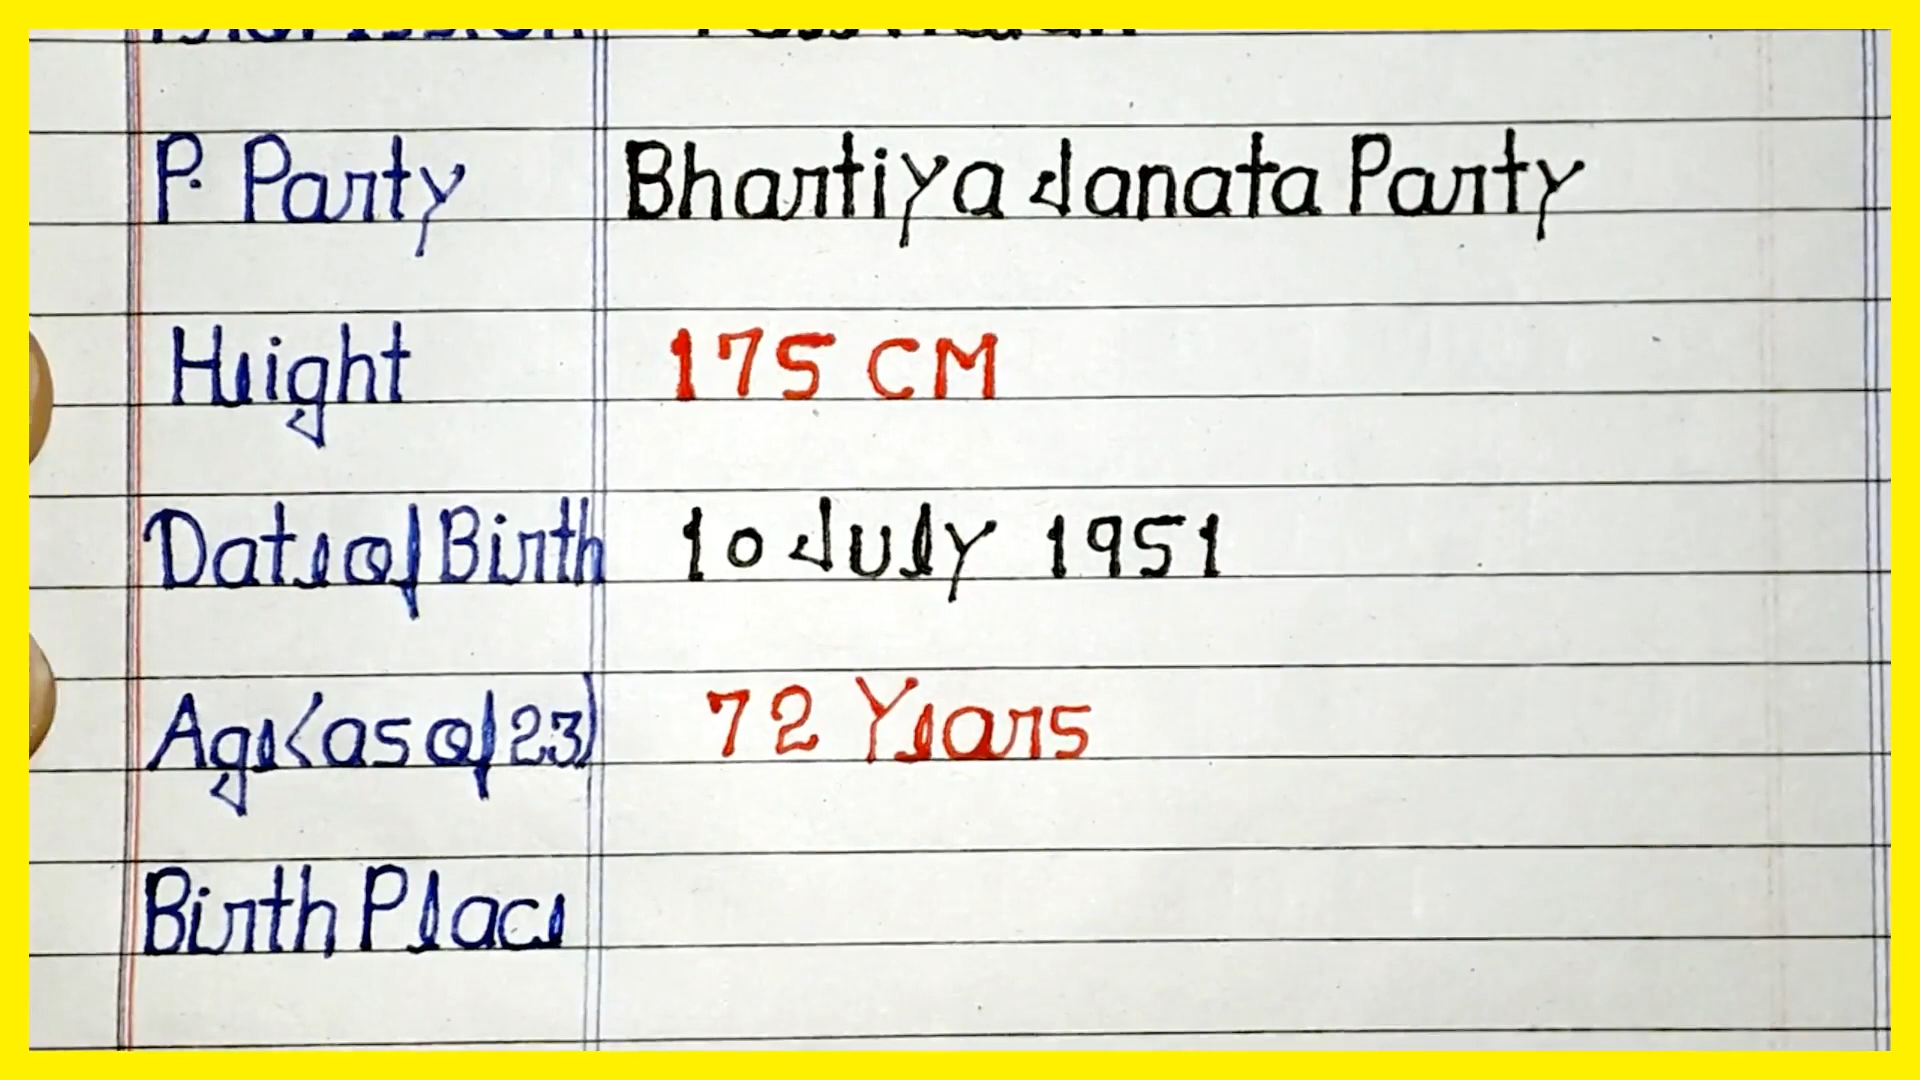 P. Party Bhartiya Janata Party
Height 175 CM
Date of Birth 10 July 1951
Age (as of 23) 72 Years
Birth Place